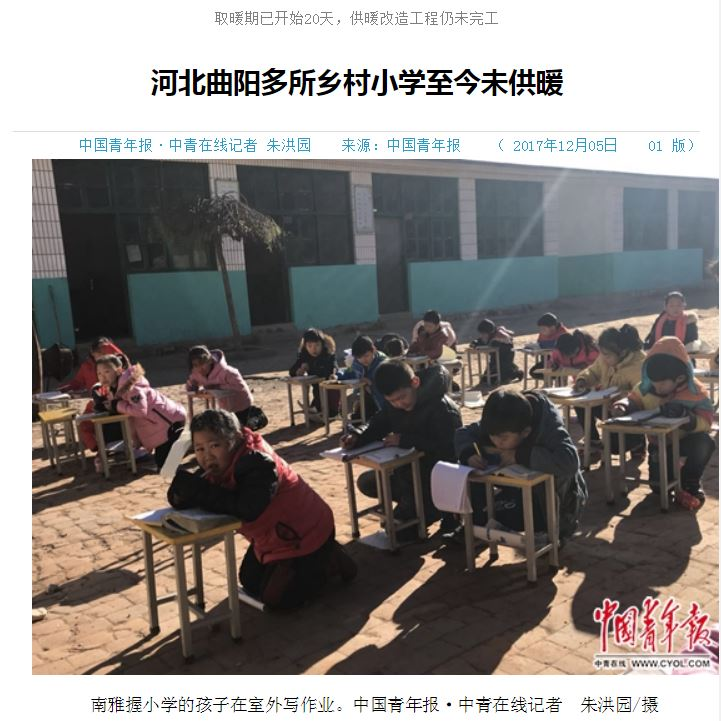 取暖期已开始20天，供暖改造工程仍未完工
河北曲阳多所乡村小学至今未供暖
中国青年报·中青在线记者 朱洪园 来源：中国青年报 （ 2017年12月05日 01 版）
中国青年报
中青在线 WWW.CYOL.COM
南雅握小学的孩子在室外写作业。中国青年报·中青在线记者 朱洪园/摄